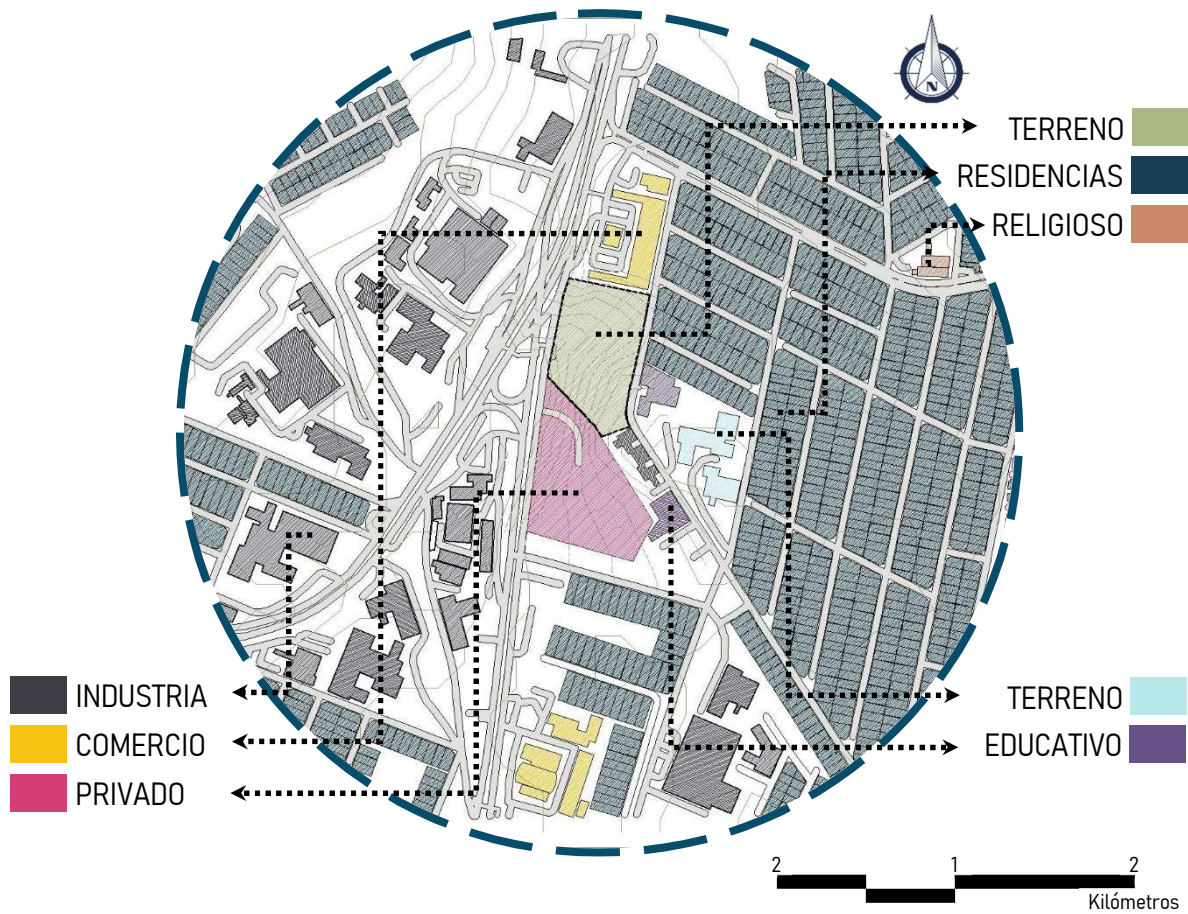 N
TERRENO
RESIDENCIAS
RELIGIOSO
INDUSTRIA
COMERCIO
PRIVADO
TERRENO
EDUCATIVO
2 1 2
Kilómetros